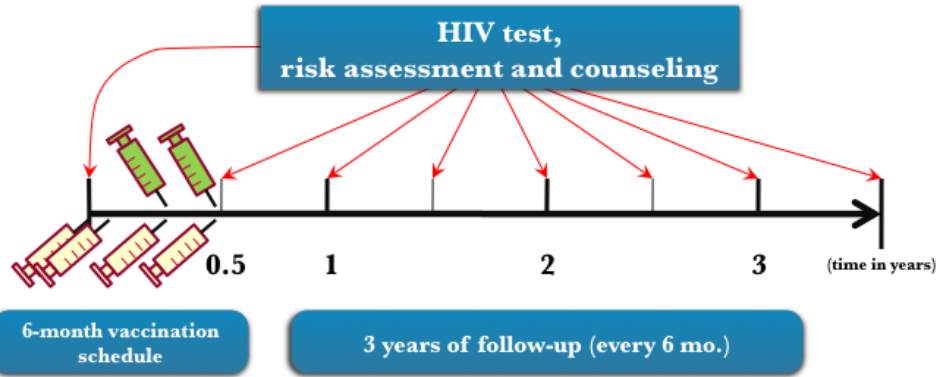 HIV test,
risk assessment and counseling
0.5
1
2
3
(time in years)
6-month vaccination
schedule
3 years of follow-up (every 6 mo.)